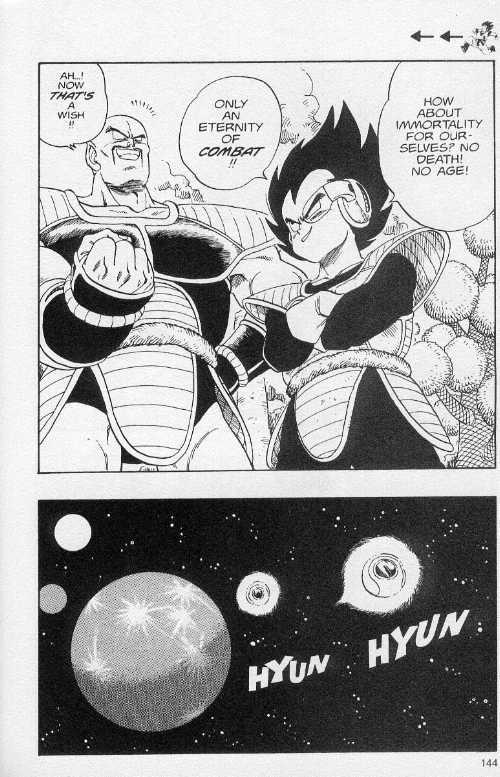 HOW
ABOUT
IMMORTALITY
FOR OUR-
SELVES? NO
DEATH!
NO AGE!
ONLY
AN
ETERNITY
OF
COMBAT
!!
AH...!
NOW
THAT'S
A
WISH
!!
HYUN
HYUN
144